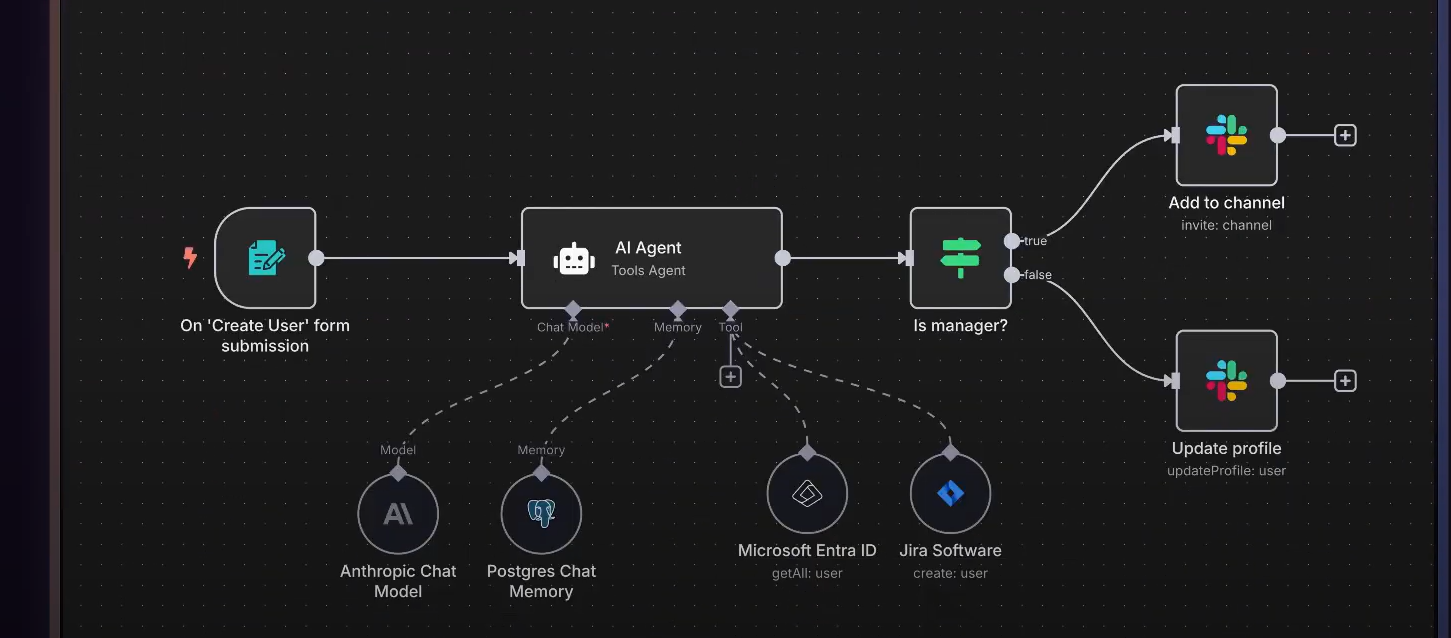 On 'Create User' form
submission
AI Agent
Tools Agent
Chat Model*
Memory
Tool
Is manager?
true
false
Add to channel
invite: channel
Update profile
updateProfile: user
Model
Memory
Anthropic Chat
Model
Postgres Chat
Memory
Microsoft Entra ID
getAll: user
Jira Software
create: user